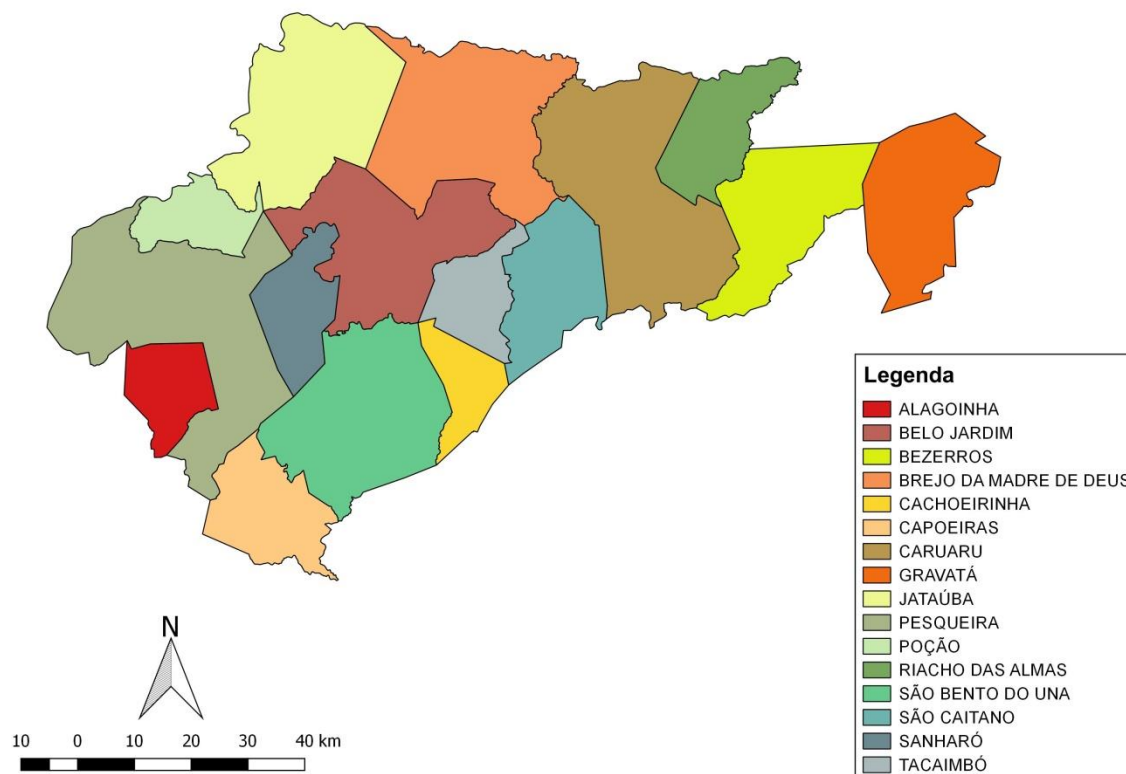 Legenda
ALAGOINHA
BELO JARDIM
BEZERROS
BREJO DA MADRE DE DEUS
CACHOEIRINHA
CAPOEIRAS
CARUARU
GRAVATÁ
JATAÚBA
PESQUEIRA
POÇÃO
RIACHO DAS ALMAS
SÃO BENTO DO UNA
SÃO CAITANO
SANHARÓ
TACAIMBÓ
N
10 0 10 20 30 40 km